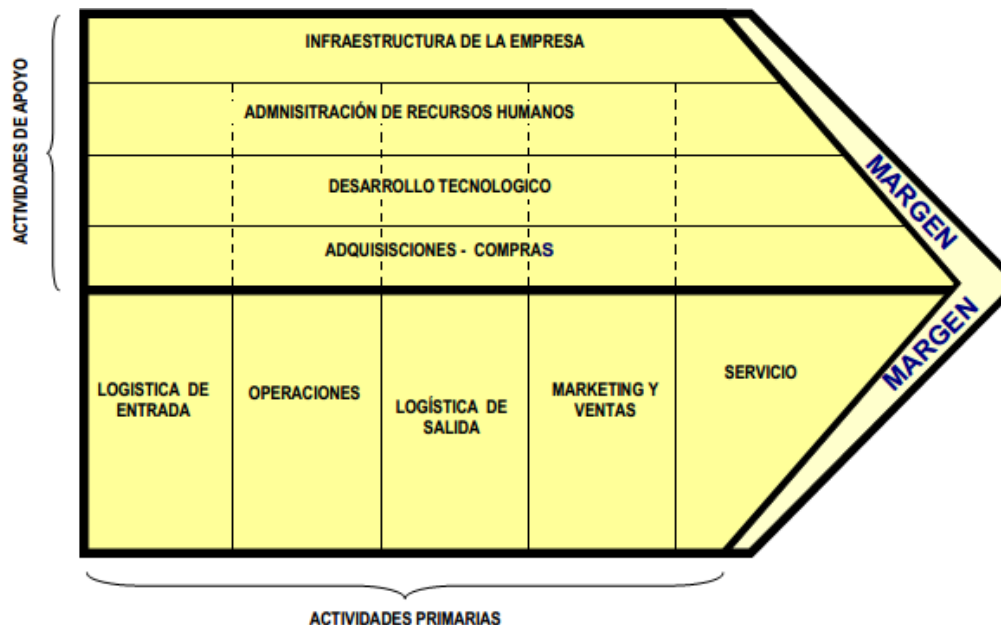 ACTIVIDADES DE APOYO
INFRAESTRUCTURA DE LA EMPRESA
ADMNISITRACIÓN DE RECURSOS HUMANOS
DESARROLLO TECNOLOGICO
ADQUISISCIONES - COMPRAS
MARGEN
MARGEN
LOGISTICA DE
ENTRADA
OPERACIONES
LOGÍSTICA DE
SALIDA
MARKETING Y
VENTAS
SERVICIO
ACTIVIDADES PRIMARIAS